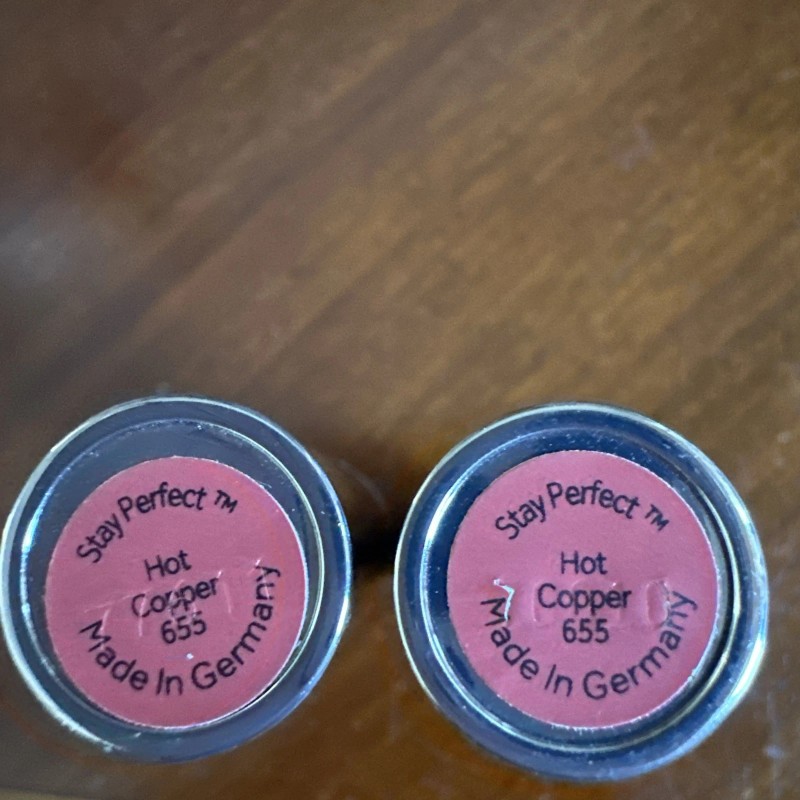 Stay Perfect ™
Hot
Copper
655
Made In Germany
Stay Perfect ™
Hot
Copper
655
Made In Germany